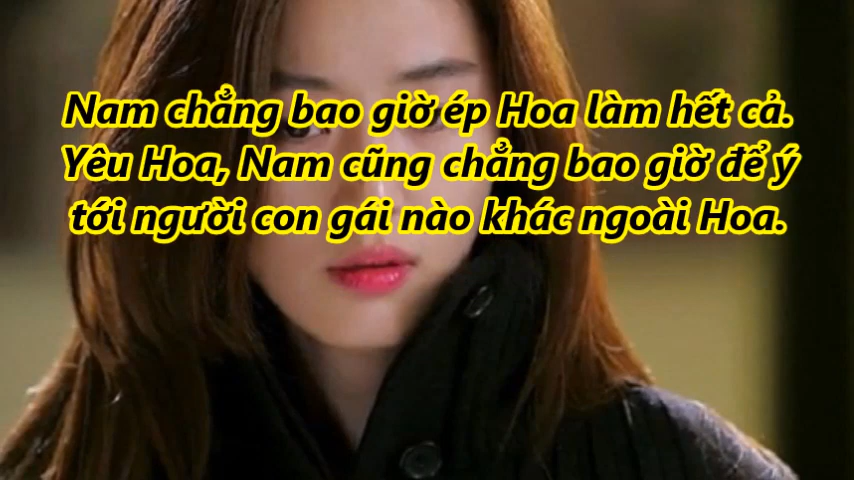 Nam chẳng bao giờ ép Hoa làm hết cả.
Yêu Hoa, Nam cũng chẳng bao giờ để ý
tới người con gái nào khác ngoài Hoa.